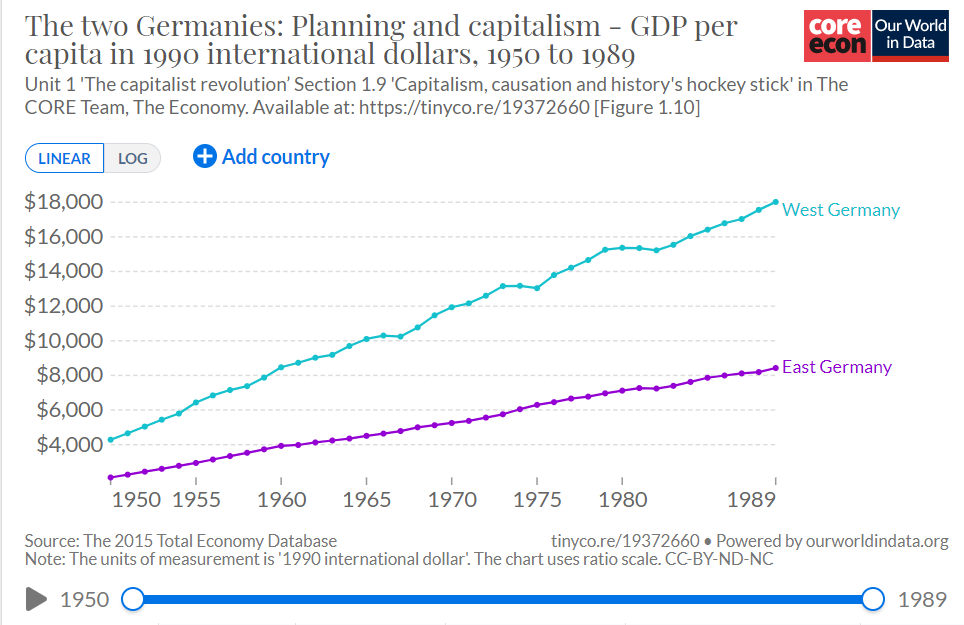 The two Germanies: Planning and capitalism – GDP per
capita in 1990 international dollars, 1950 to 1989
core
econ
Our World
in Data
Unit 1 'The capitalist revolution’ Section 1.9 'Capitalism, causation and history's hockey stick' in The
CORE Team, The Economy. Available at: https://tinyco.re/19372660 [Figure 1.10]
LINEAR LOG
Add country
$18,000
West Germany
$16,000
$14,000
$12,000
$10,000
$8,000
East Germany
$6,000
$4,000
1950 1955 1960 1965 1970 1975 1980 1989
Source: The 2015 Total Economy Database
tinyco.re/19372660 • Powered by ourworldindata.org
Note: The units of measurement is '1990 international dollar'. The chart uses ratio scale. CC-BY-ND-NC
1950 1989